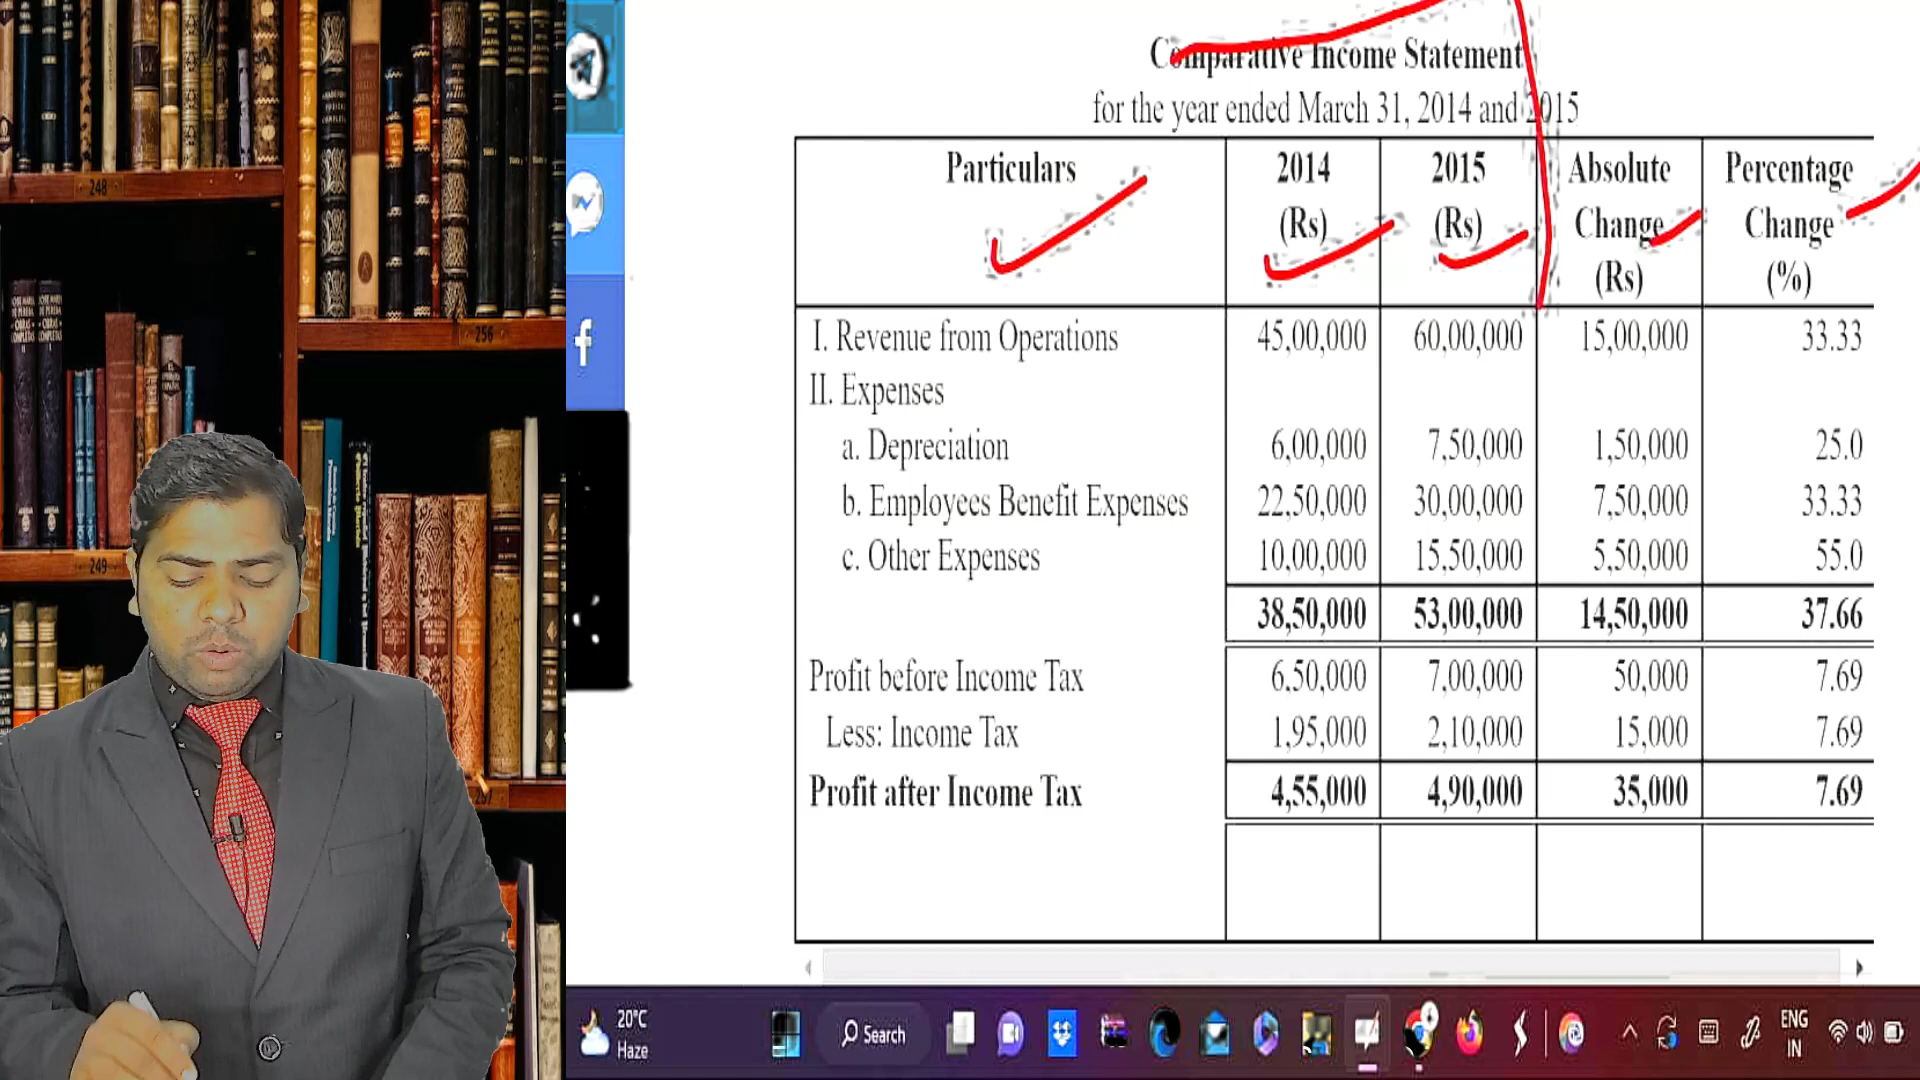 Comparative Income Statement
for the year ended March 31, 2014 and 2015
Particulars 2014 (Rs) 2015 (Rs) Absolute Change (Rs) Percentage Change (%)
I. Revenue from Operations 45,00,000 60,00,000 15,00,000 33.33
II. Expenses
a. Depreciation 6,00,000 7,50,000 1,50,000 25.0
b. Employees Benefit Expenses 22,50,000 30,00,000 7,50,000 33.33
c. Other Expenses 10,00,000 15,50,000 5,50,000 55.0
38,50,000 53,00,000 14,50,000 37.66
Profit before Income Tax 6,50,000 7,00,000 50,000 7.69
Less: Income Tax 1,95,000 2,10,000 15,000 7.69
Profit after Income Tax 4,55,000 4,90,000 35,000 7.69
20°C
Haze
Search
ENG
IN
248
256
249